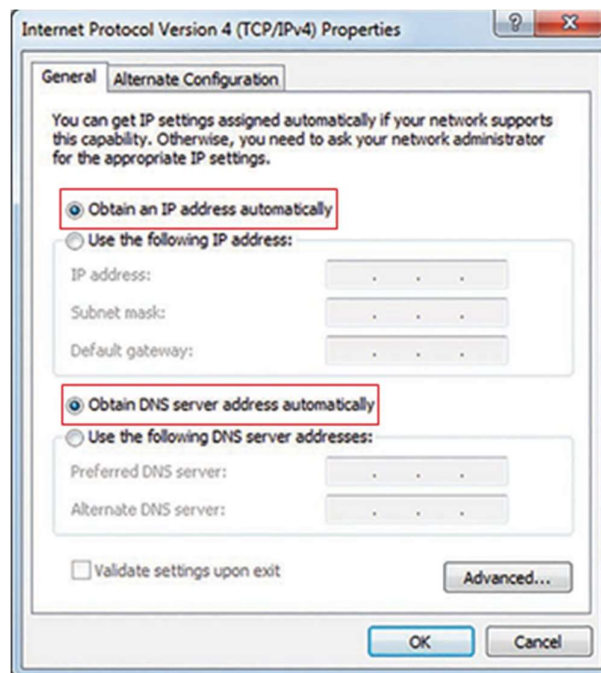 Internet Protocol Version 4 (TCP/IPv4) Properties
General
Alternate Configuration
You can get IP settings assigned automatically if your network supports
this capability. Otherwise, you need to ask your network administrator
for the appropriate IP settings.
Obtain an IP address automatically
Use the following IP address:
IP address:
Subnet mask:
Default gateway:
Obtain DNS server address automatically
Use the following DNS server addresses:
Preferred DNS server:
Alternate DNS server:
Validate settings upon exit
Advanced...
OK
Cancel